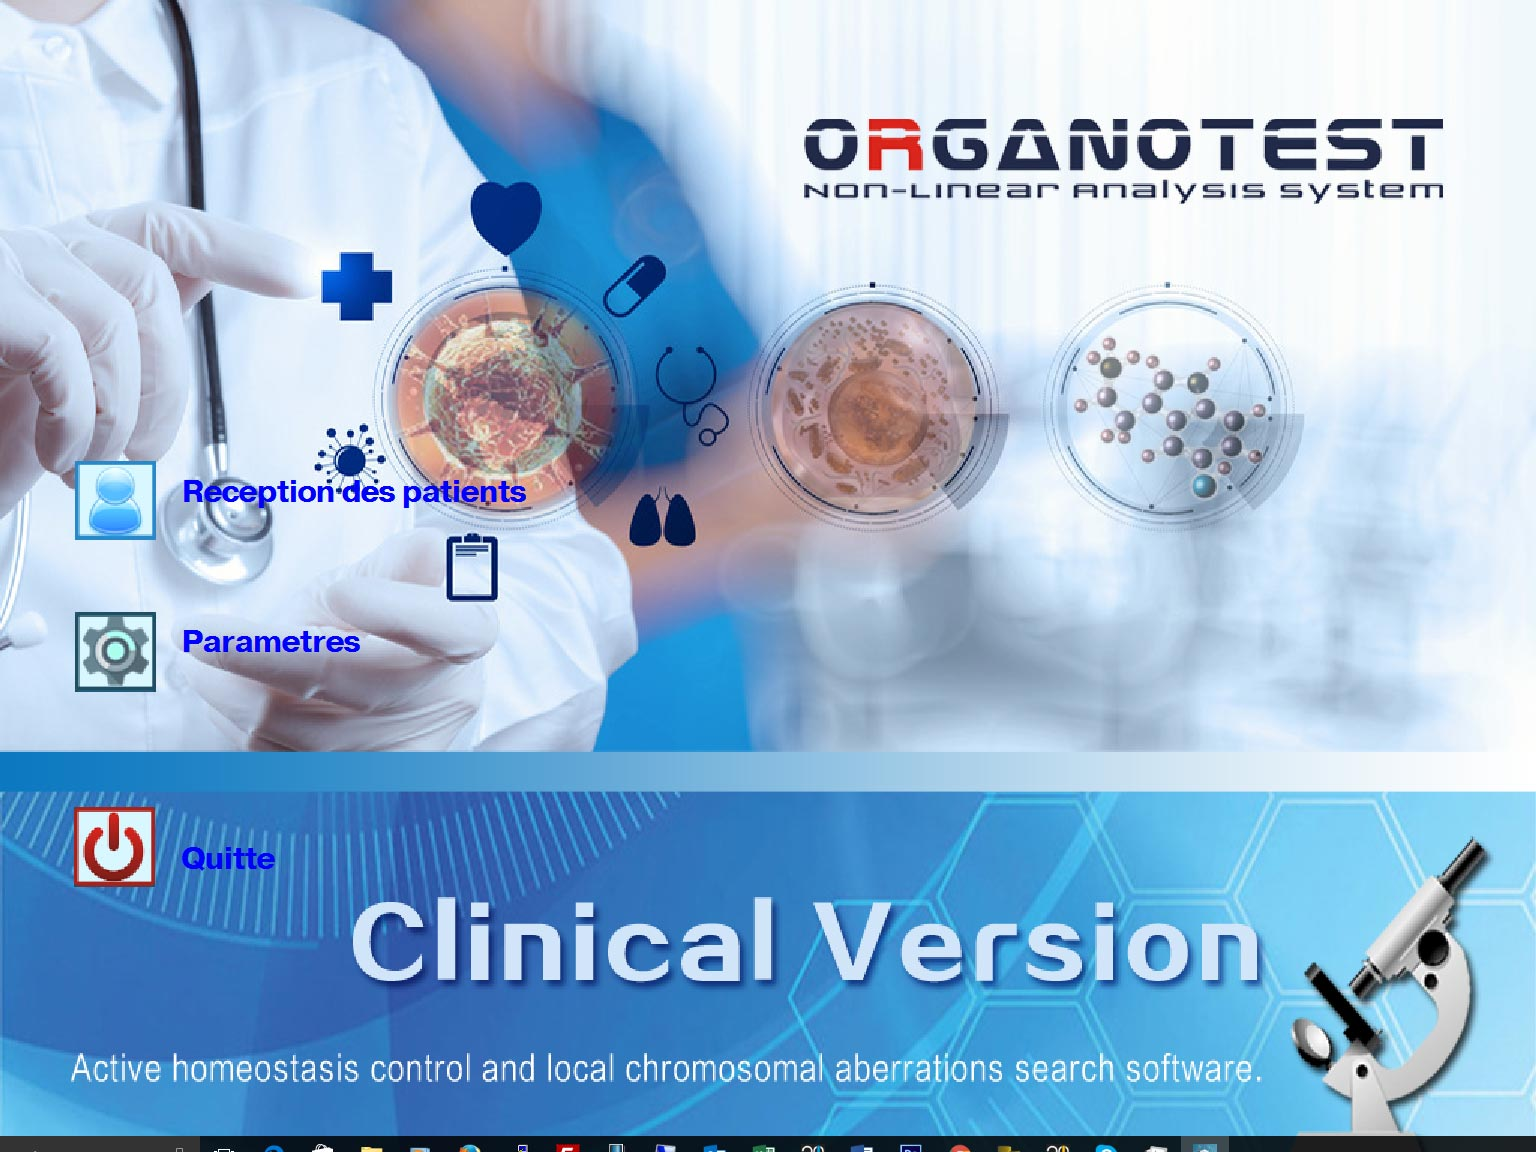 ORGANOTEST
Non-Linear Analysis System
Reception des patients
Parametres
Quitte
Clinical Version
Active homeostasis control and local chromosomal aberrations search software.